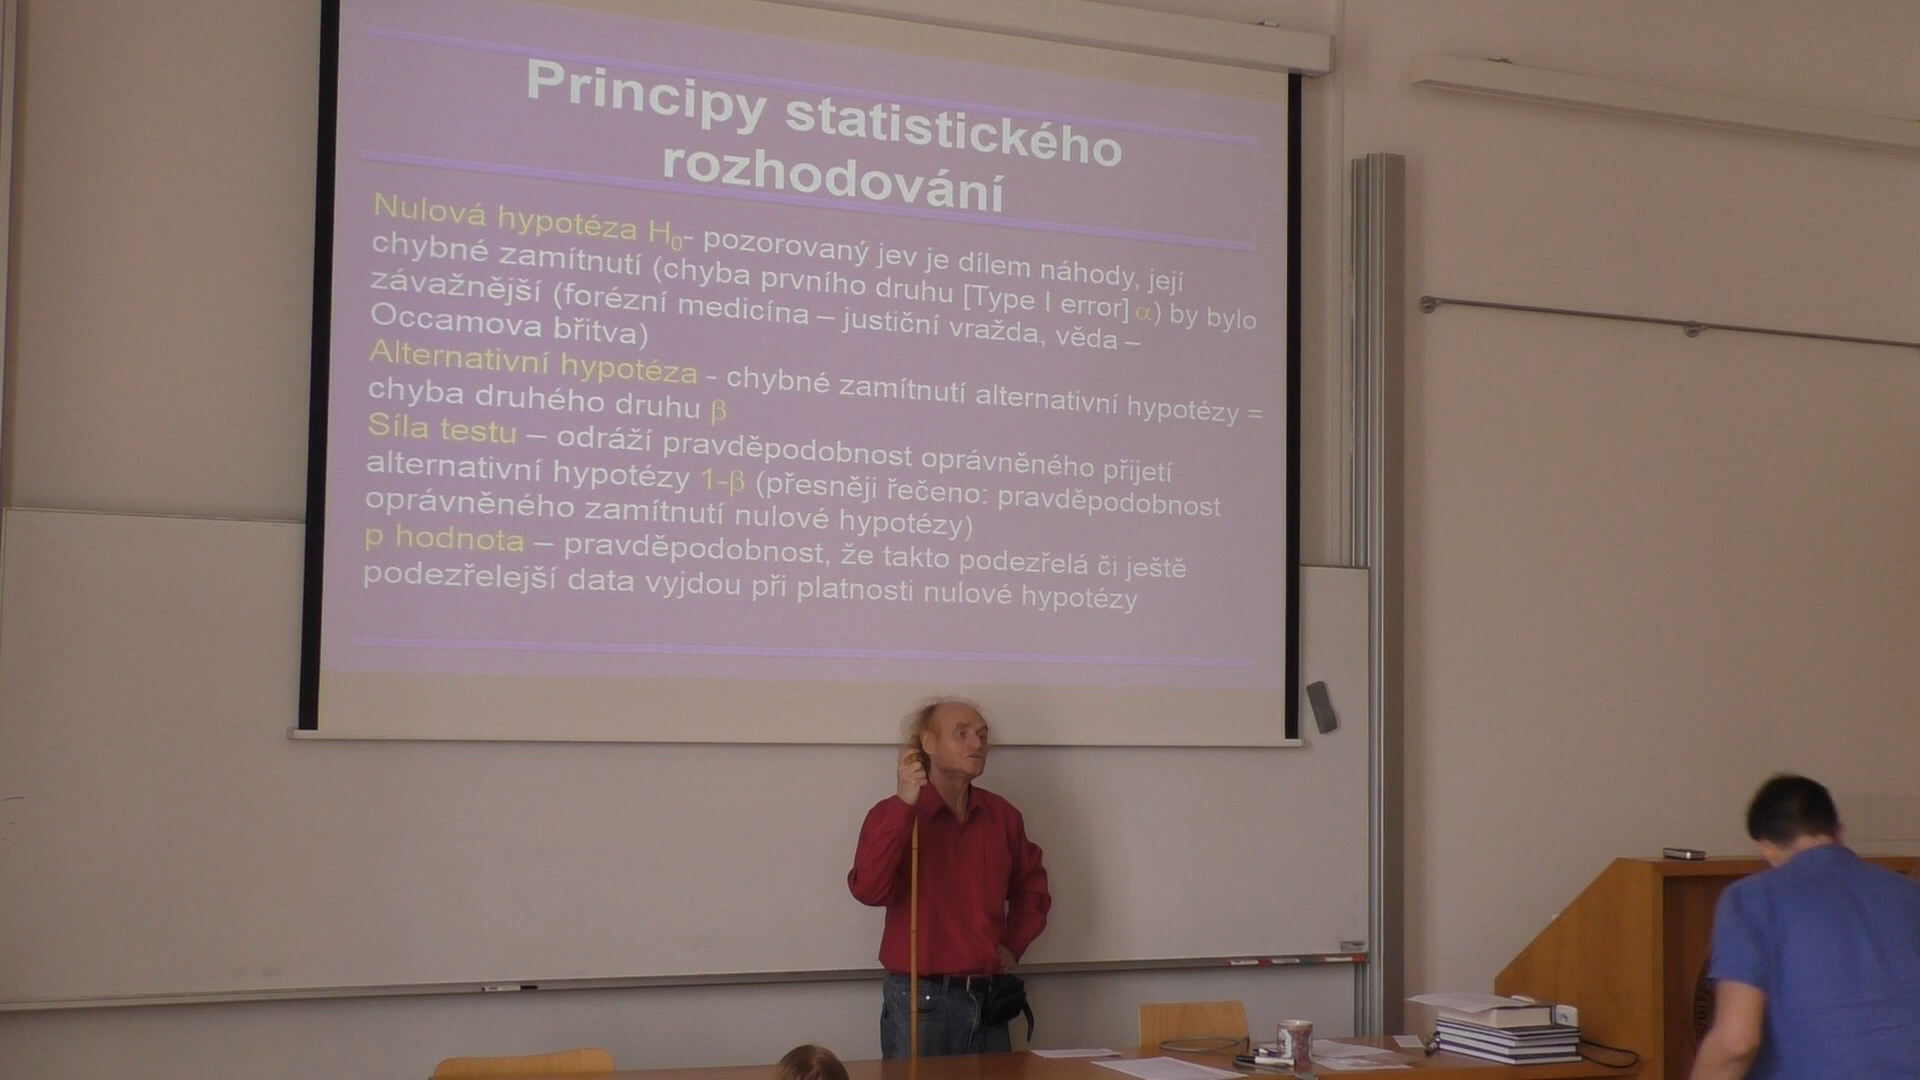 Principy statistického
rozhodování
Nulová hypotéza H₀- pozorovaný jev je dílem náhody, její
chybné zamítnutí (chyba prvního druhu [Type I error] α) by bylo
závažnější (forézní medicína – justiční vražda, věda –
Occamova břitva)
Alternativní hypotéza - chybné zamítnutí alternativní hypotézy =
chyba druhého druhu β
Síla testu – odráží pravděpodobnost oprávněného přijetí
alternativní hypotézy 1-β (přesněji řečeno: pravděpodobnost
oprávněného zamítnutí nulové hypotézy)
p hodnota – pravděpodobnost, že takto podezřelá či ještě
podezřelejší data vyjdou při platnosti nulové hypotézy